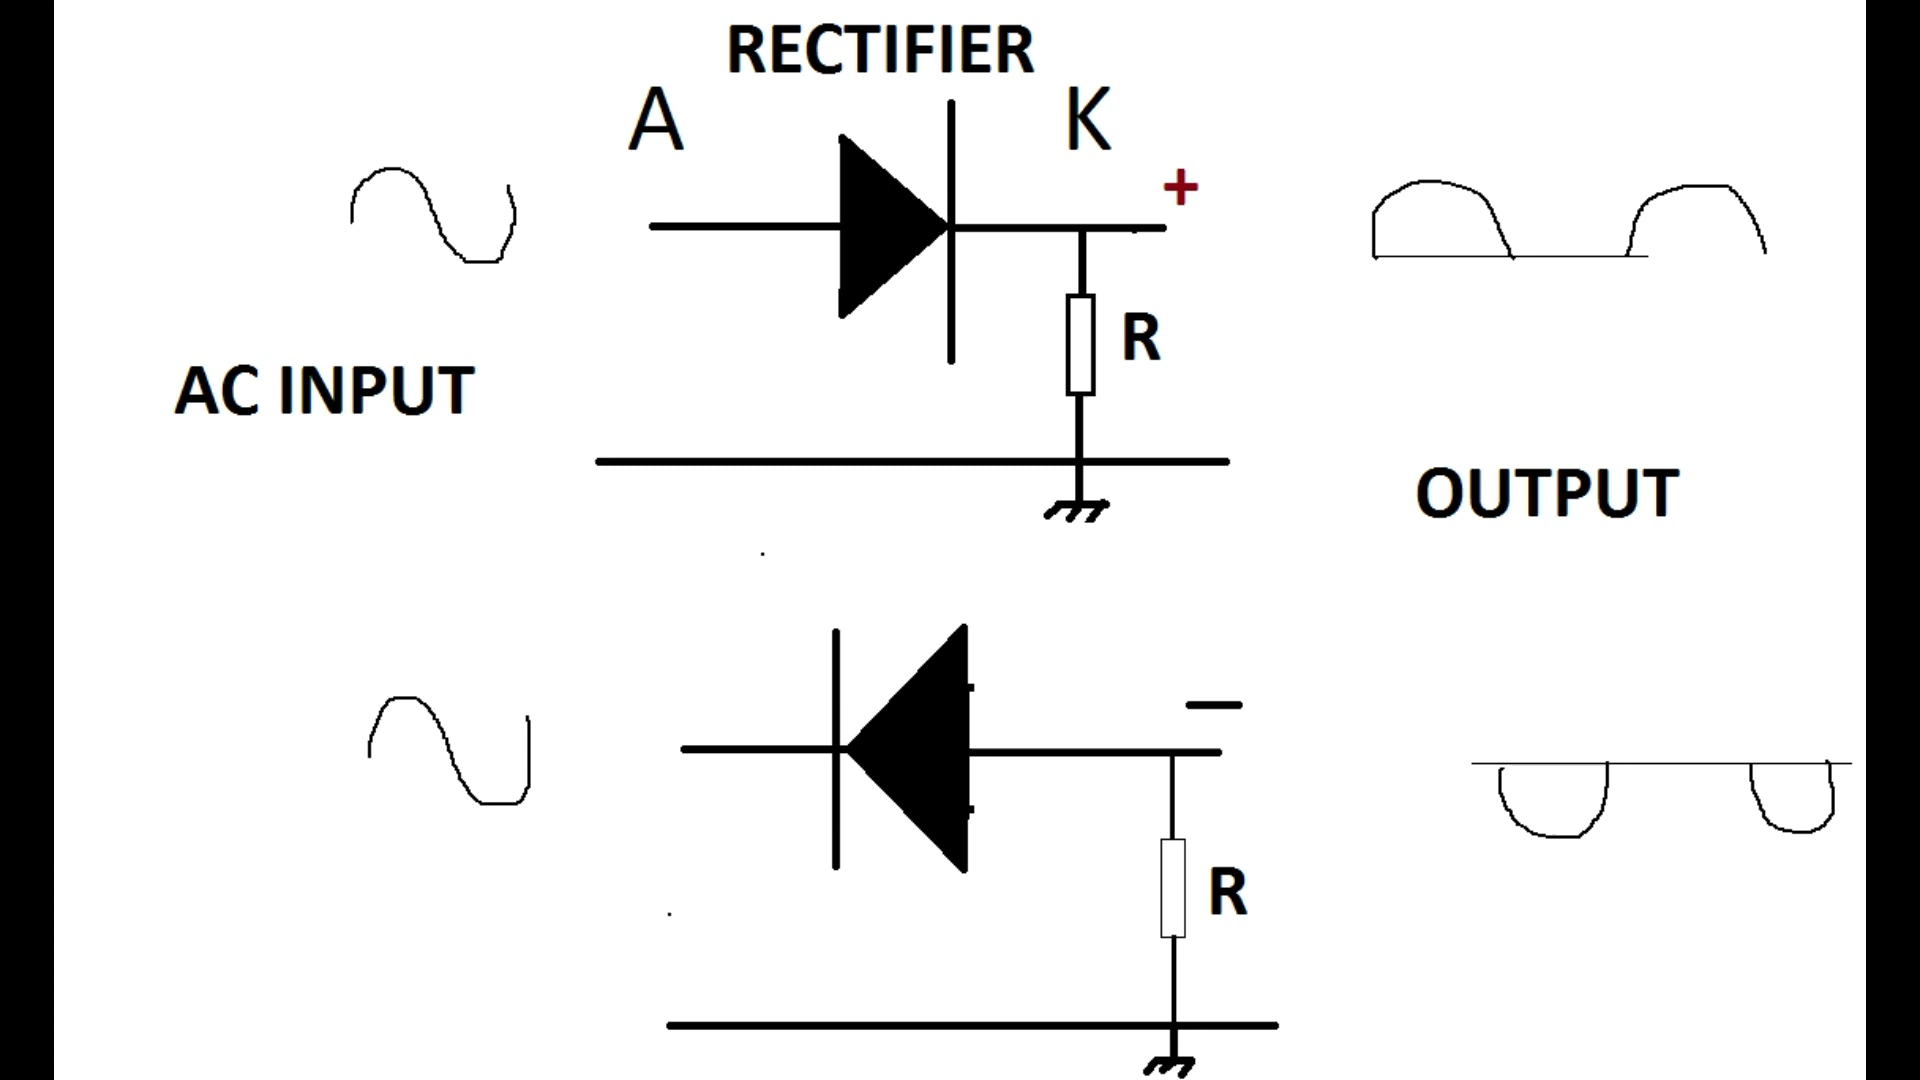 RECTIFIER
A K
+
R
AC INPUT
OUTPUT
—
R